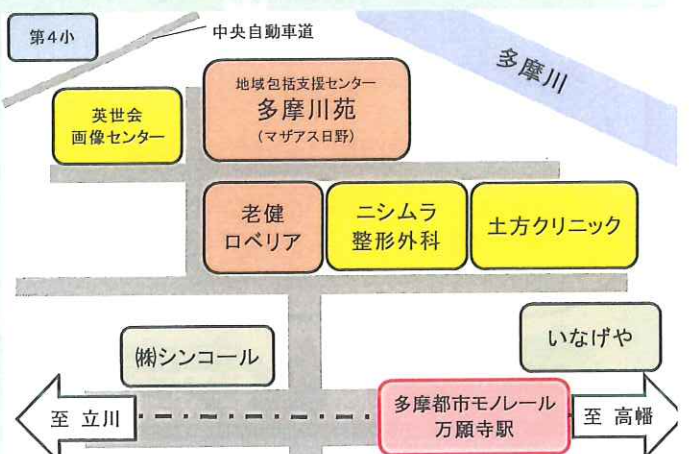 第4小
中央自動車道
多摩川
地域包括支援センター
多摩川苑
(マザアス日野)
英世会
画像センター
老健
ロベリア
ニシムラ
整形外科
土方クリニック
いなげや
㈱シンコール
至 立川
多摩都市モノレール
万願寺駅
至 高幡